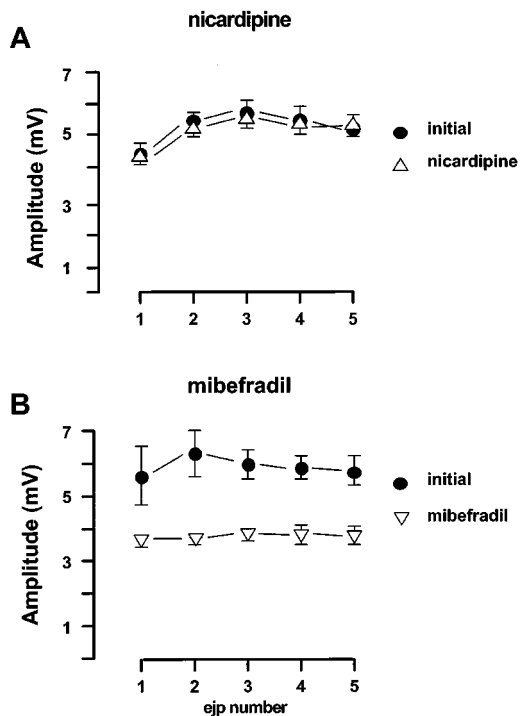 nicardipine
A
7
5
3
1
Amplitude (mV)
initial
nicardipine
1 2 3 4 5
mibefradil
B
7
5
3
1
Amplitude (mV)
initial
mibefradil
1 2 3 4 5
ejp number